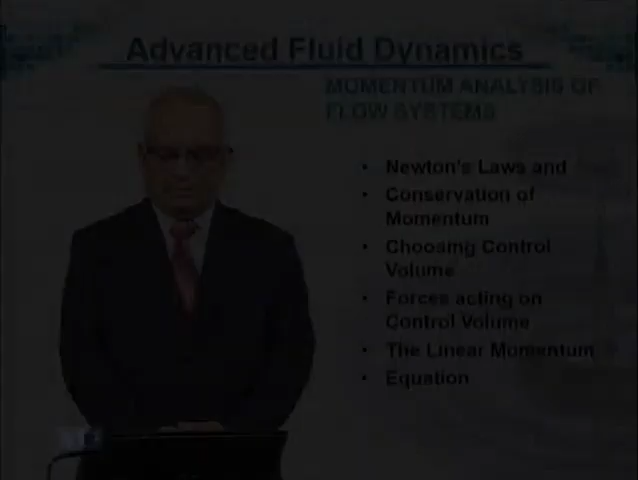 Advanced Fluid Dynamics
MOMENTUM ANALYSIS OF
FLOW SYSTEMS
• Newton's Laws and
• Conservation of
Momentum
• Choosing Control
Volume
• Forces acting on
Control Volume
• The Linear Momentum
• Equation